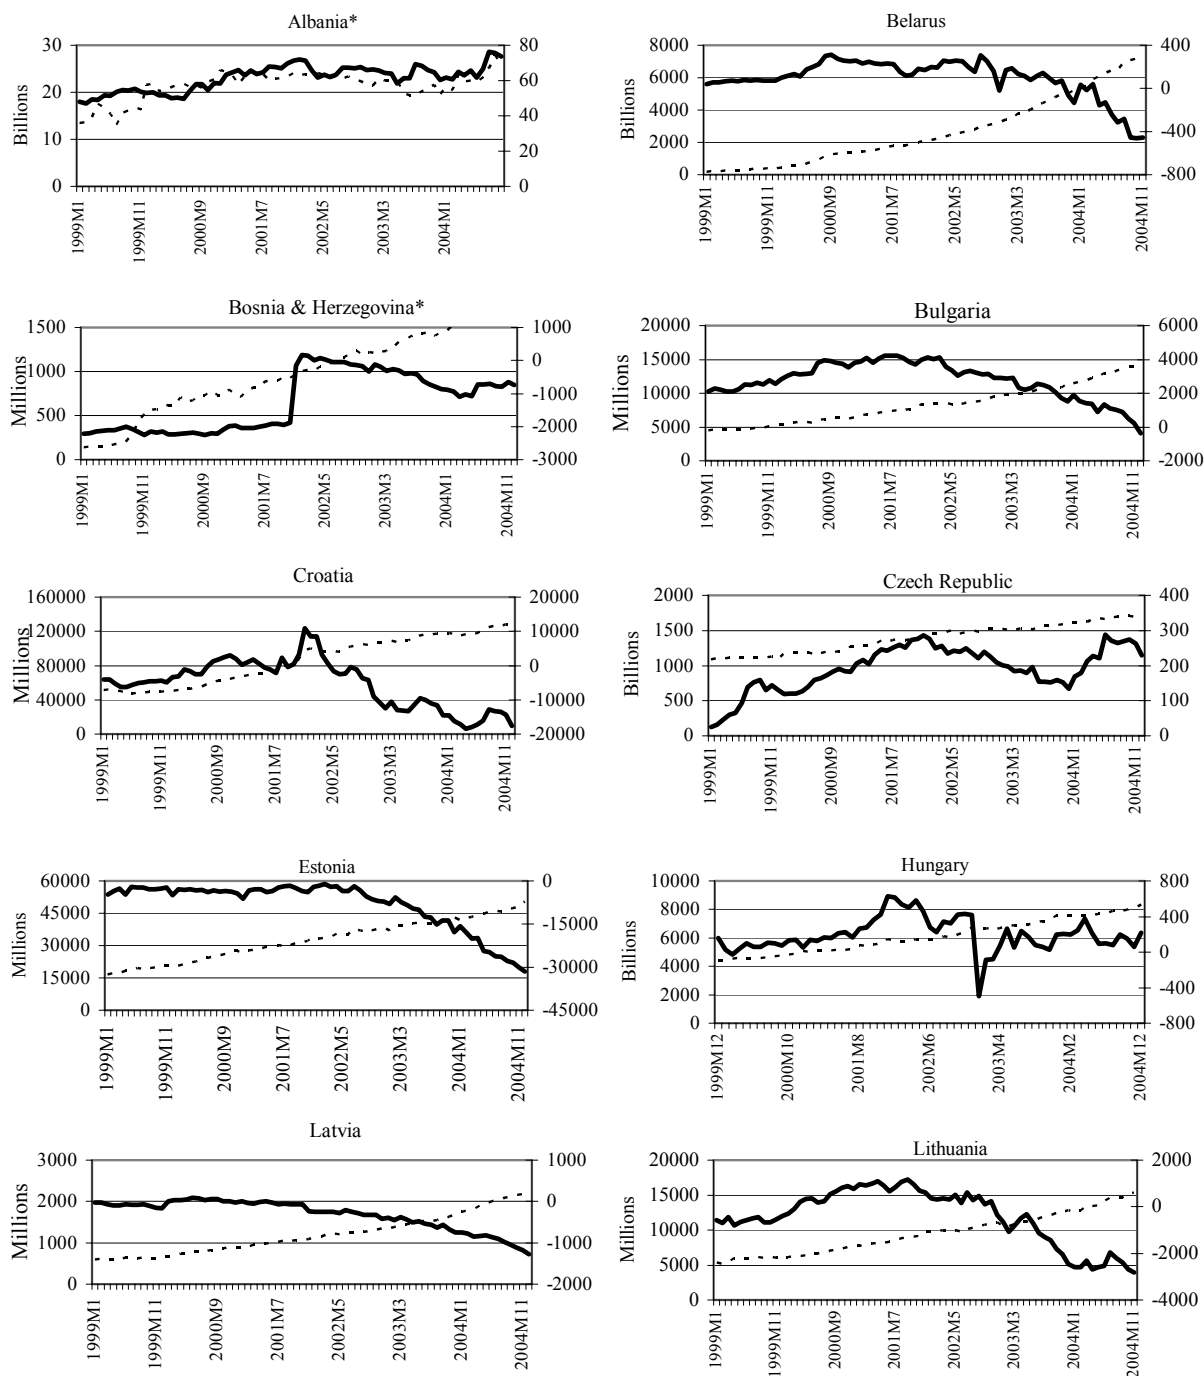 Albania*
30 80
60
20
40
10
20
0 0
Billions
1999M1 1999M11 2000M9 2001M7 2002M5 2003M3 2004M1
Belarus
8000 400
6000 0
4000
2000 -400
0 -800
1999M1 1999M11 2000M9 2001M7 2002M5 2003M3 2004M1 2004M11
Bosnia & Herzegovina*
1500 1000
0
1000
-1000
500
-2000
0 -3000
Millions
1999M1 1999M11 2000M9 2001M7 2002M5 2003M3 2004M1 2004M11
Bulgaria
20000 6000
15000 4000
10000 2000
5000 0
0 -2000
Millions
1999M1 1999M11 2000M9 2001M7 2002M5 2003M3 2004M1 2004M11
Croatia
160000 20000
120000 10000
80000 0
40000 -10000
0 -20000
Millions
1999M1 1999M11 2000M9 2001M7 2002M5 2003M3 2004M1 2004M11
Czech Republic
2000 400
1500 300
1000 200
500 100
0 0
Billions
1999M1 1999M11 2000M9 2001M7 2002M5 2003M3 2004M1 2004M11
Estonia
60000 0
45000 -15000
30000
15000 -30000
0 -45000
Millions
1999M1 1999M11 2000M9 2001M7 2002M5 2003M3 2004M1 2004M11
Hungary
10000 800
8000 400
6000
0
4000
2000 -400
0 -800
Billions
1999M12 2000M10 2001M8 2002M6 2003M4 2004M2 2004M12
Latvia
3000 1000
2000 0
1000 -1000
0 -2000
Millions
1999M1 1999M11 2000M9 2001M7 2002M5 2003M3 2004M1 2004M11
Lithuania
20000 2000
15000 0
10000
5000 -2000
0 -4000
Millions
1999M1 1999M11 2000M9 2001M7 2002M5 2003M3 2004M1 2004M11